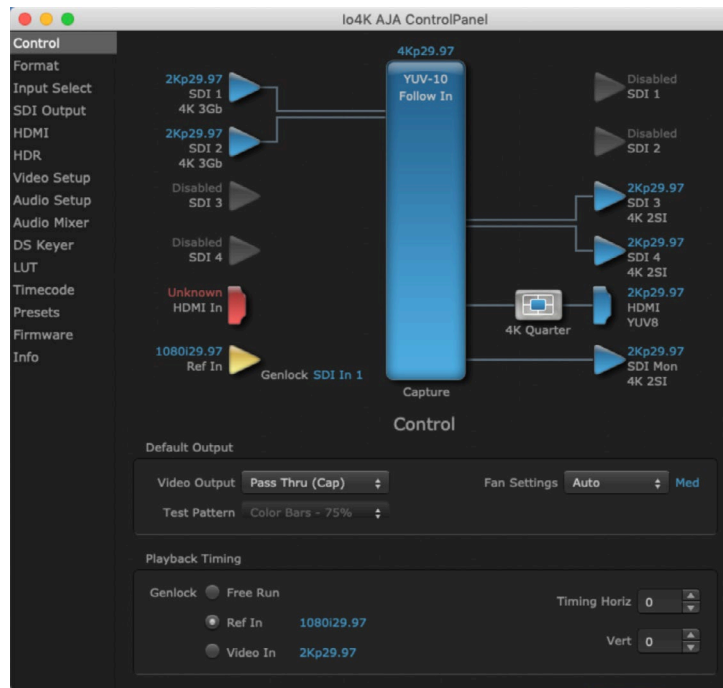 Io4K AJA ControlPanel
Control
Format
Input Select
SDI Output
HDMI
HDR
Video Setup
Audio Setup
Audio Mixer
DS Keyer
LUT
Timecode
Presets
Firmware
Info
4Kp29.97
YUV-10
Follow In
2Kp29.97
SDI 1
4K 3Gb
2Kp29.97
SDI 2
4K 3Gb
Disabled
SDI 3
Disabled
SDI 4
Unknown
HDMI In
1080i29.97
Ref In
Genlock SDI In 1
Capture
Disabled
SDI 1
Disabled
SDI 2
2Kp29.97
SDI 3
4K 2SI
2Kp29.97
SDI 4
4K 2SI
4K Quarter
2Kp29.97
HDMI
YUV8
2Kp29.97
SDI Mon
4K 2SI
Control
Default Output
Video Output Pass Thru (Cap) Fan Settings Auto Med
Test Pattern Color Bars - 75%
Playback Timing
Genlock Free Run Timing Horiz 0
Ref In 1080i29.97
Vert 0
Video In 2Kp29.97